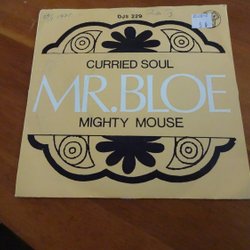 DJS 229
CURRIED SOUL
MR.BLOE
MIGHTY MOUSE